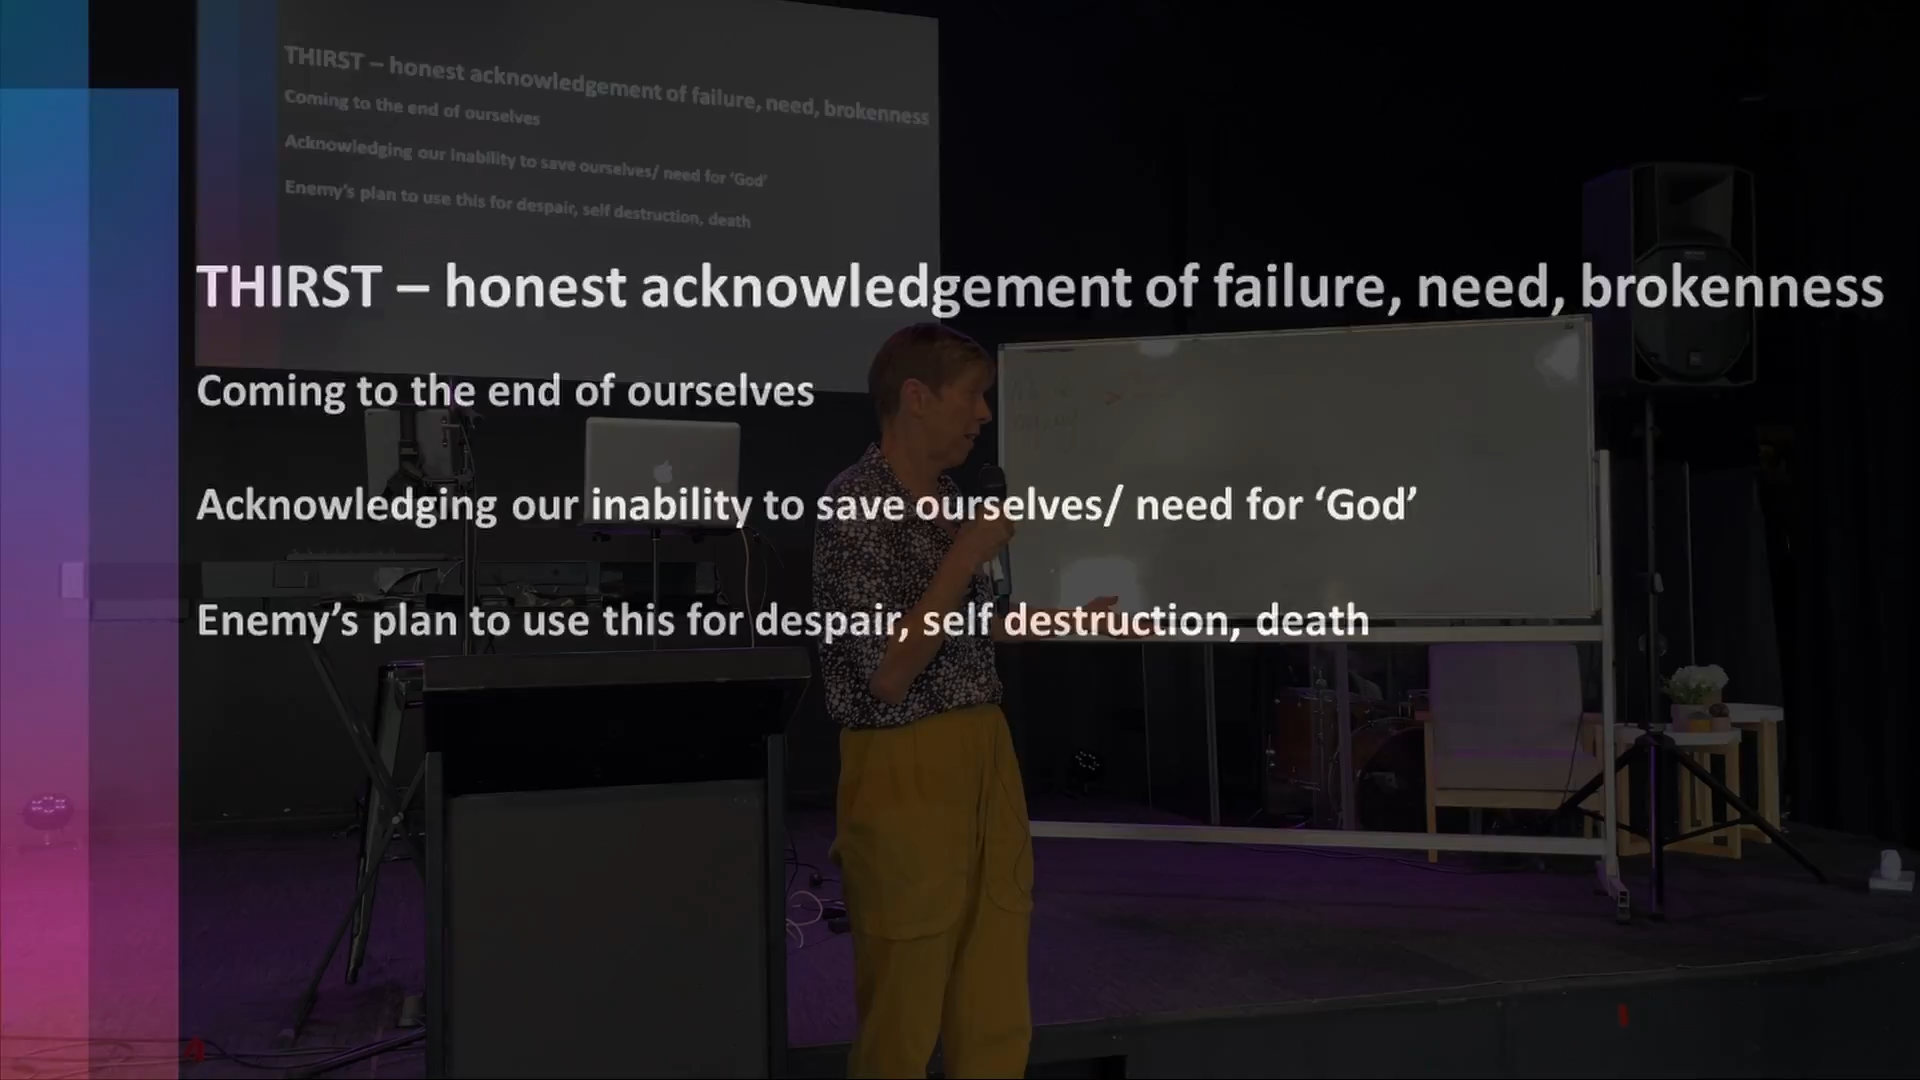 THIRST – honest acknowledgement of failure, need, brokenness
Coming to the end of ourselves
Acknowledging our inability to save ourselves/ need for ‘God’
Enemy’s plan to use this for despair, self destruction, death
THIRST – honest acknowledgement of failure, need, brokenness
Coming to the end of ourselves
Acknowledging our inability to save ourselves/ need for ‘God’
Enemy’s plan to use this for despair, self destruction, death
4